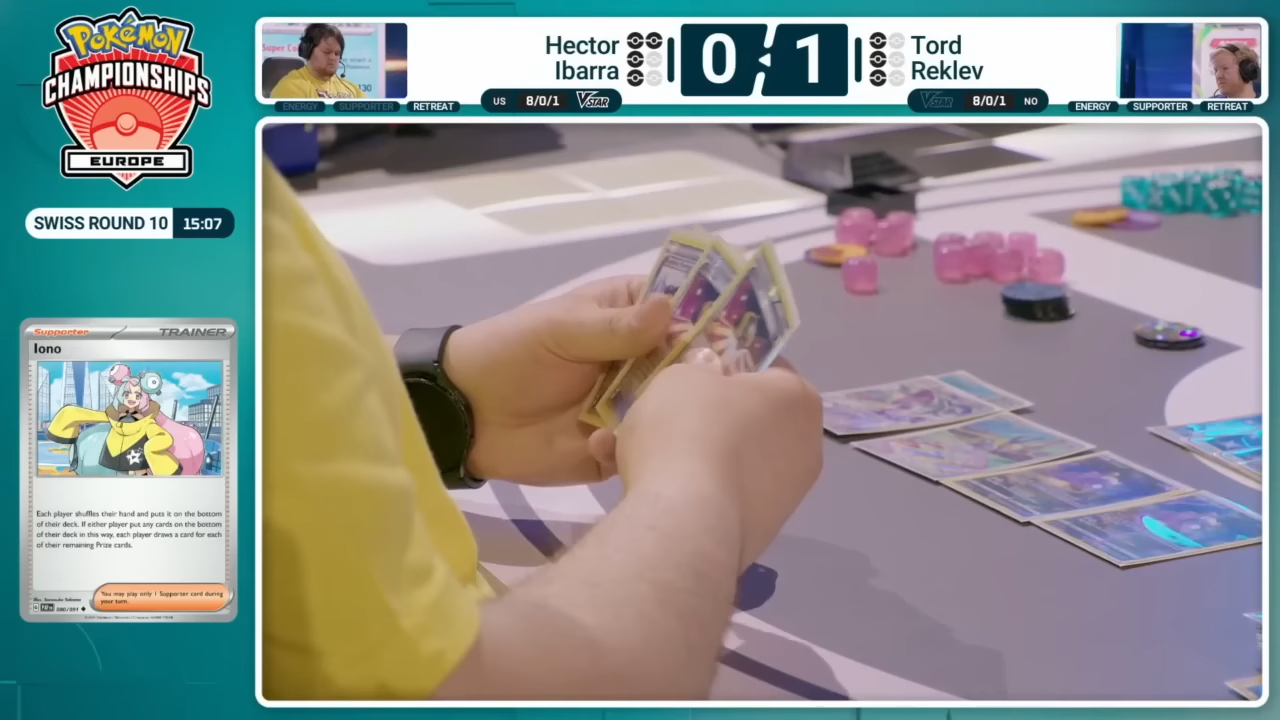 Pokémon
CHAMPIONSHIPS
EUROPE
SWISS ROUND 10 15:07
Hector
Ibarra
0 1
Tord
Reklev
ENERGY SUPPORTER RETREAT
US 8/0/1 VSTAR
VSTAR 8/0/1 NO
ENERGY SUPPORTER RETREAT
Supporter TRAINER
Iono
Each player shuffles their hand and puts it on the bottom
of their deck. If either player put any cards on the bottom
of their deck in this way, each player draws a card for each
of their remaining Prize cards.
You may play only 1 Supporter card during
your turn.